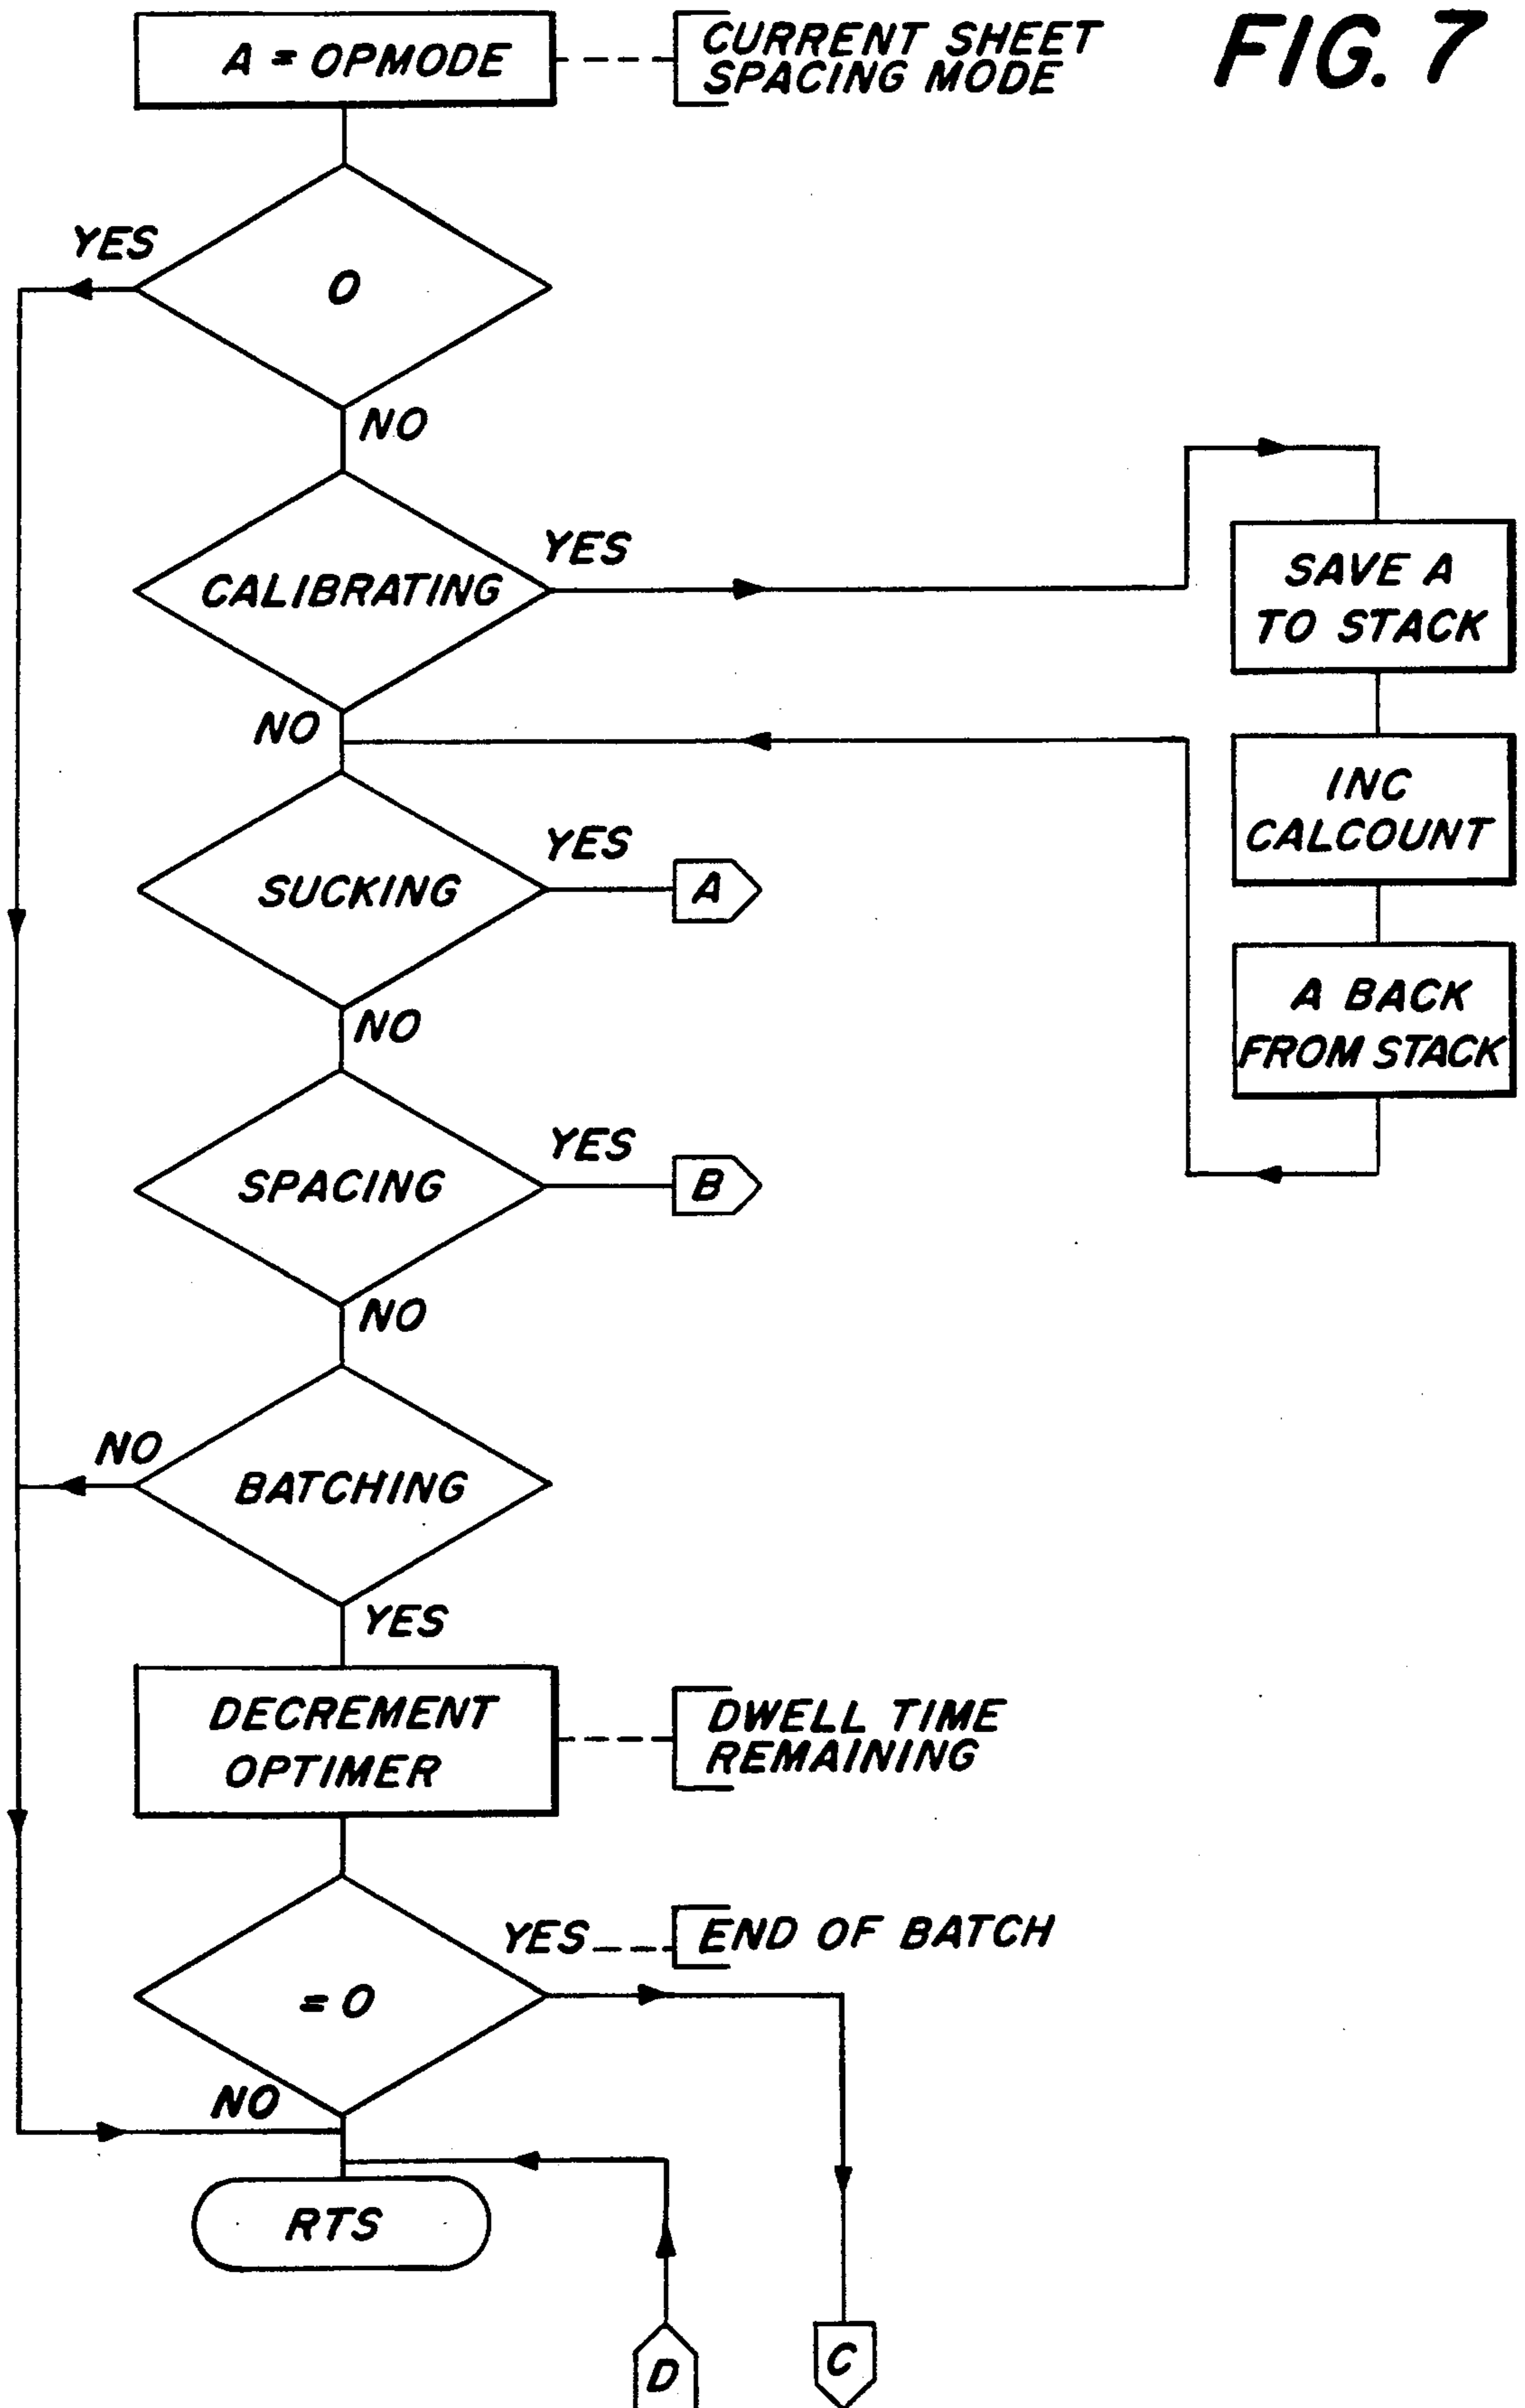 FIG. 7
A = OPMODE
CURRENT SHEET
SPACING MODE
YES
O
NO
CALIBRATING
YES
SAVE A
TO STACK
NO
INC
CALCOUNT
SUCKING
YES
A
A BACK
FROM STACK
NO
SPACING
YES
B
NO
NO
BATCHING
YES
DECREMENT
OPTIMER
DWELL TIME
REMAINING
YES
END OF BATCH
= O
NO
RTS
D
C